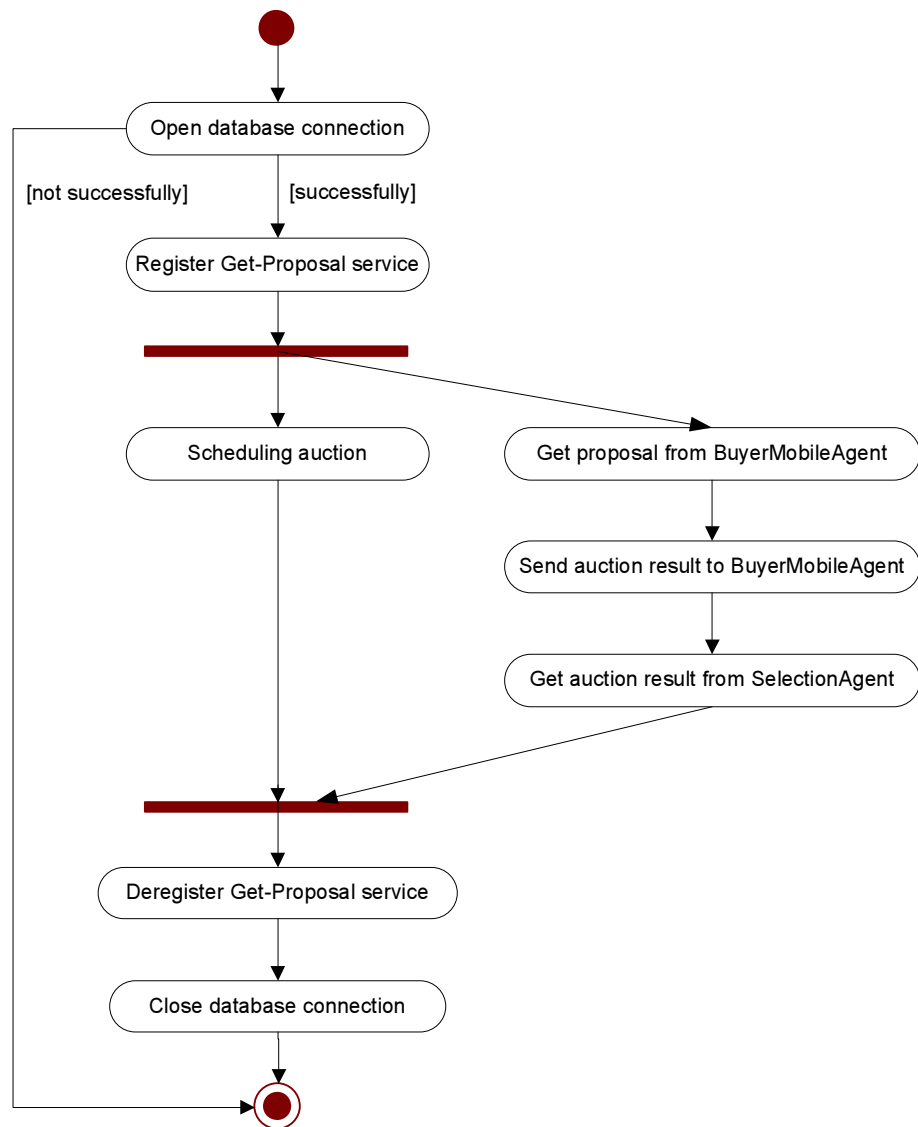 Open database connection
[not successfully]
[successfully]
Register Get-Proposal service
Scheduling auction
Get proposal from BuyerMobileAgent
Send auction result to BuyerMobileAgent
Get auction result from SelectionAgent
Deregister Get-Proposal service
Close database connection